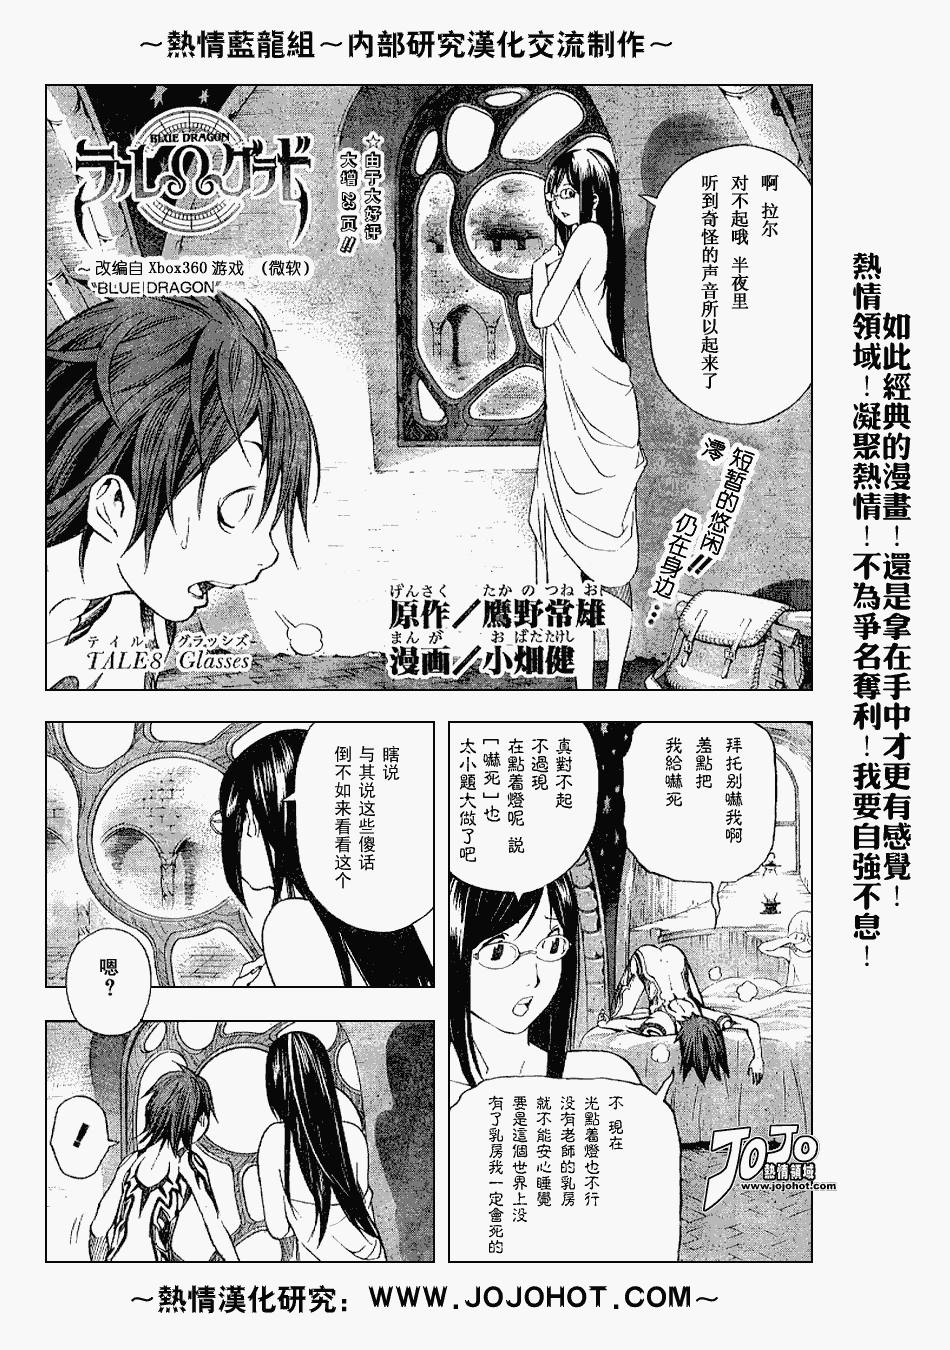 ～熱情藍龍組～内部研究漢化交流制作～
BLUE DRAGON
ラルΩグラド
～改编自 Xbox360 游戏 （微软）
BLUE DRAGON
☆由于大好评
大增23页!!
啊 拉尔
对不起哦 半夜里
听到奇怪的声音所以起来了
短暂的悠闲!!
仍在身边…
澪
げんさく たかのつねお
原作／鷹野常雄
まんが おばたたけし
漫画／小畑健
テイル グラッシズ
TALE8 Glasses
拜托别嚇我啊
差點把
我給嚇死
真對不起
不過現
在點着燈呢 說
[嚇死]也
太小題大做了吧
不 現在
光點着燈也不行
没有老師的乳房
就不能安心睡覺
要是這個世界上没
有了乳房我一定會死的
瞎说
与其说这些傻话
倒不如来看看这个
嗯？
！
如此經典的漫畫！還是拿在手中才更有感覺！
熱情領域！凝聚熱情！不為爭名奪利！我要自強不息！
JOJO
熱情領域
www.jojohot.com
～熱情漢化研究：WWW.JOJOHOT.COM～